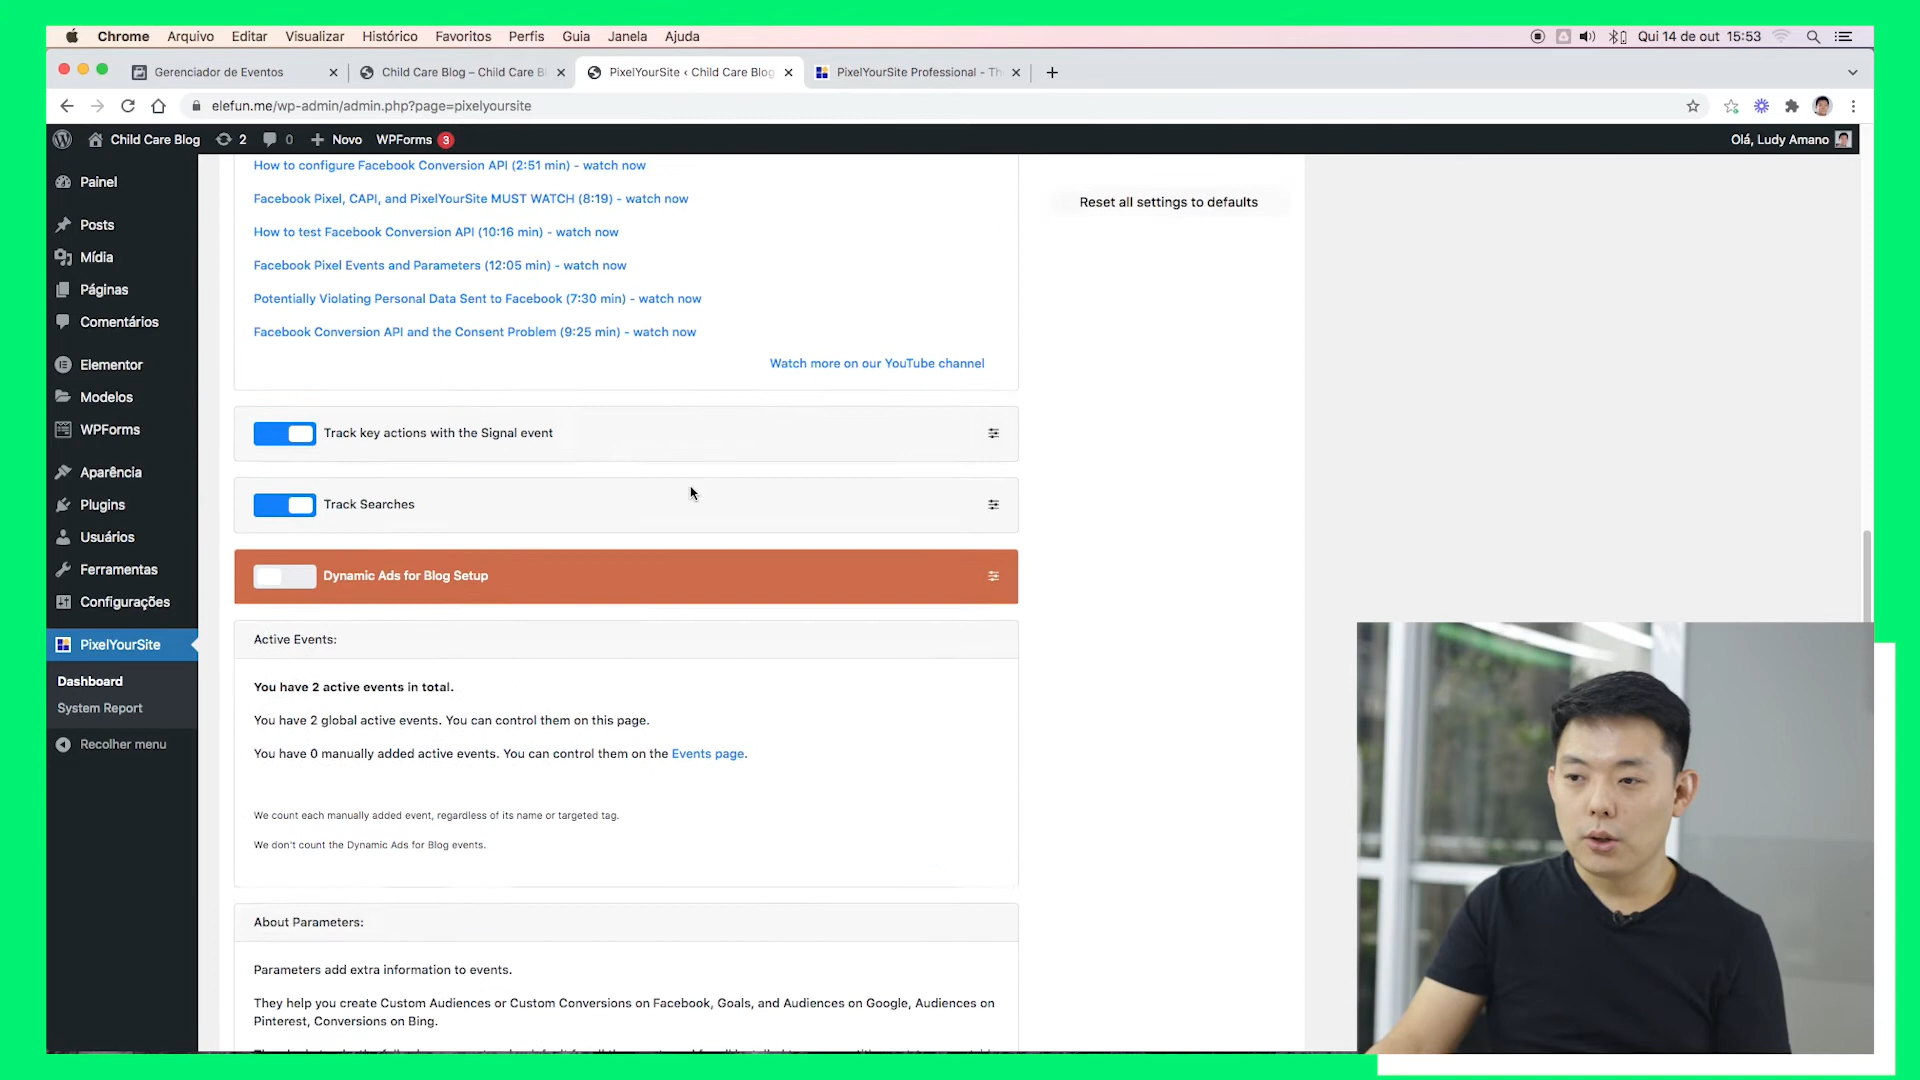 Chrome Arquivo Editar Visualizar Histórico Favoritos Perfis Guia Janela Ajuda Qui 14 de out 15:53
Gerenciador de Eventos Child Care Blog – Child Care B PixelYourSite ‹ Child Care Blog PixelYourSite Professional - Th
elefun.me/wp-admin/admin.php?page=pixelyoursite
Child Care Blog 2 0 Novo WPForms 3 Olá, Ludy Amano
Painel
Posts
Mídia
Páginas
Comentários
Elementor
Modelos
WPForms
Aparência
Plugins
Usuários
Ferramentas
Configurações
PixelYourSite
Dashboard
System Report
Recolher menu
How to configure Facebook Conversion API (2:51 min) - watch now
Facebook Pixel, CAPI, and PixelYourSite MUST WATCH (8:19) - watch now
How to test Facebook Conversion API (10:16 min) - watch now
Facebook Pixel Events and Parameters (12:05 min) - watch now
Potentially Violating Personal Data Sent to Facebook (7:30 min) - watch now
Facebook Conversion API and the Consent Problem (9:25 min) - watch now
Watch more on our YouTube channel
Reset all settings to defaults
Track key actions with the Signal event
Track Searches
Dynamic Ads for Blog Setup
Active Events:
You have 2 active events in total.
You have 2 global active events. You can control them on this page.
You have 0 manually added active events. You can control them on the Events page.
We count each manually added event, regardless of its name or targeted tag.
We don't count the Dynamic Ads for Blog events.
About Parameters:
Parameters add extra information to events.
They help you create Custom Audiences or Custom Conversions on Facebook, Goals, and Audiences on Google, Audiences on
Pinterest, Conversions on Bing.